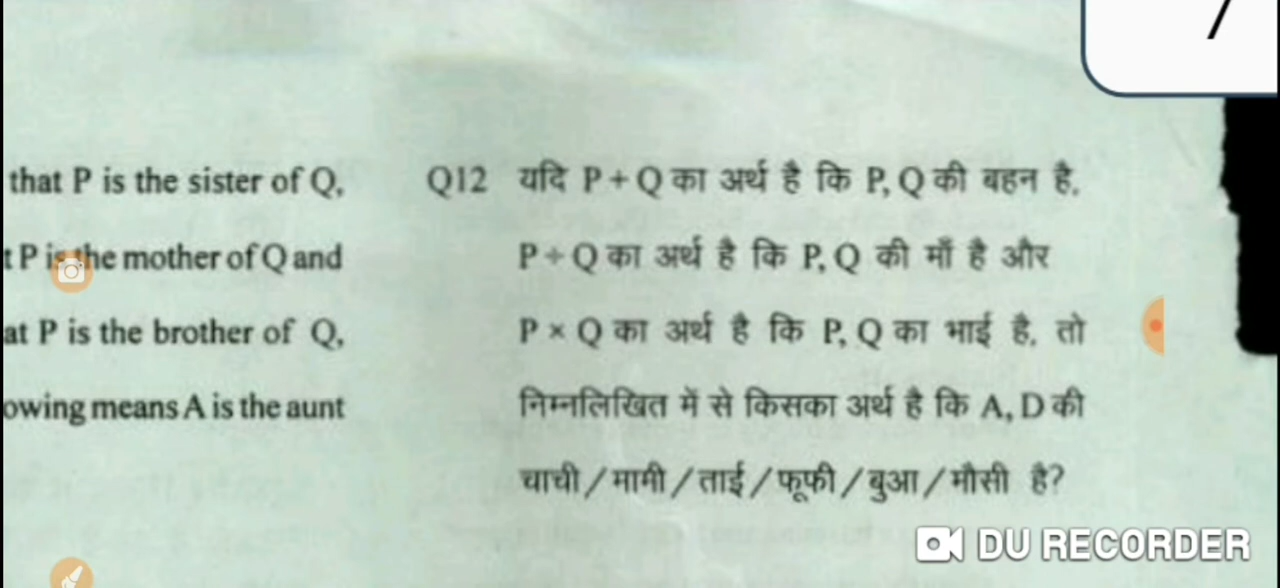 that P is the sister of Q,
t P is the mother of Q and
at P is the brother of Q,
owing means A is the aunt
Q12 यदि P + Q का अर्थ है कि P, Q की बहन है,
P ÷ Q का अर्थ है कि P, Q की माँ है और
P × Q का अर्थ है कि P, Q का भाई है, तो
निम्नलिखित में से किसका अर्थ है कि A, D की
चाची / मामी / ताई / फूफी / बुआ / मौसी है?
DU RECORDER